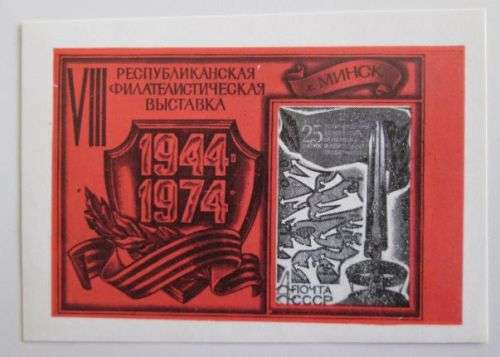 VIII
РЕСПУБЛИКАНСКАЯ
ФИЛАТЕЛИСТИЧЕСКАЯ
ВЫСТАВКА
г. МИНСК
1944-
1974
25
4
ПОЧТА
СССР